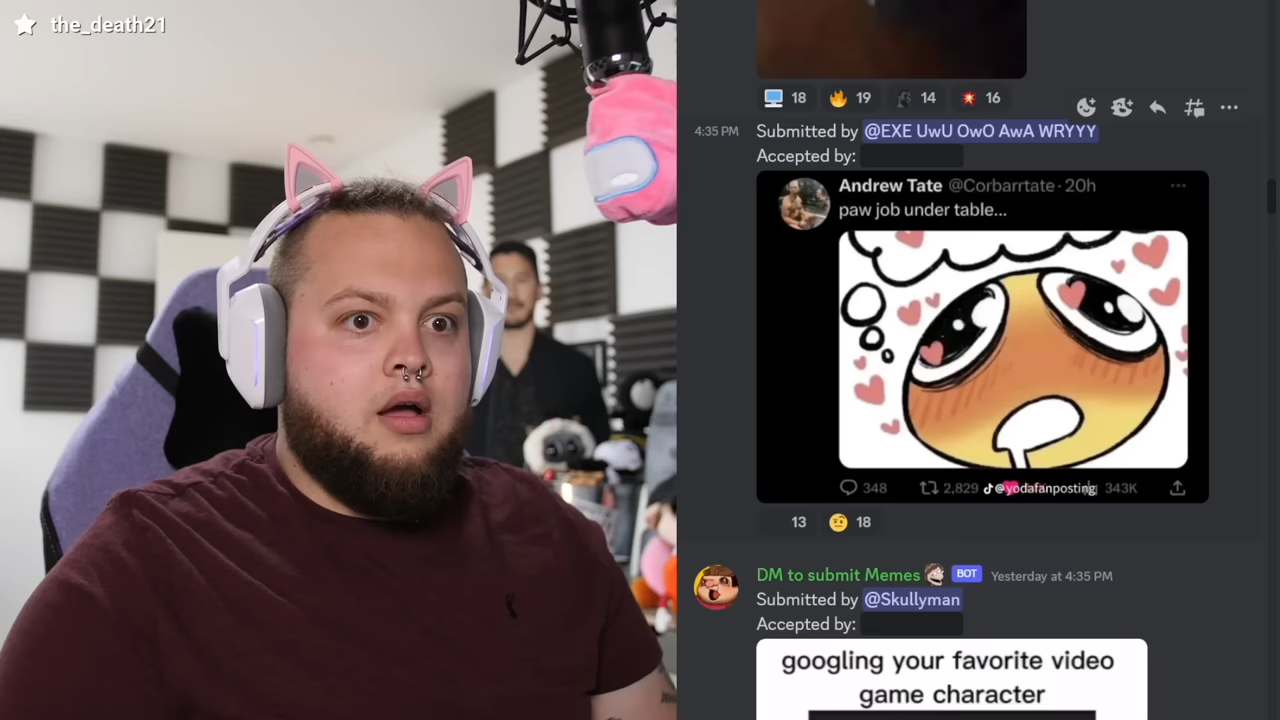 the_death21
18 19 14 16
4:35 PM Submitted by @EXE UwU OwO AwA WRYYY
Accepted by:
Andrew Tate @Corbarrtate · 20h
paw job under table...
348 2,829 @yodafanposting 343K
13 18
DM to submit Memes BOT Yesterday at 4:35 PM
Submitted by @Skullyman
Accepted by:
googling your favorite video
game character